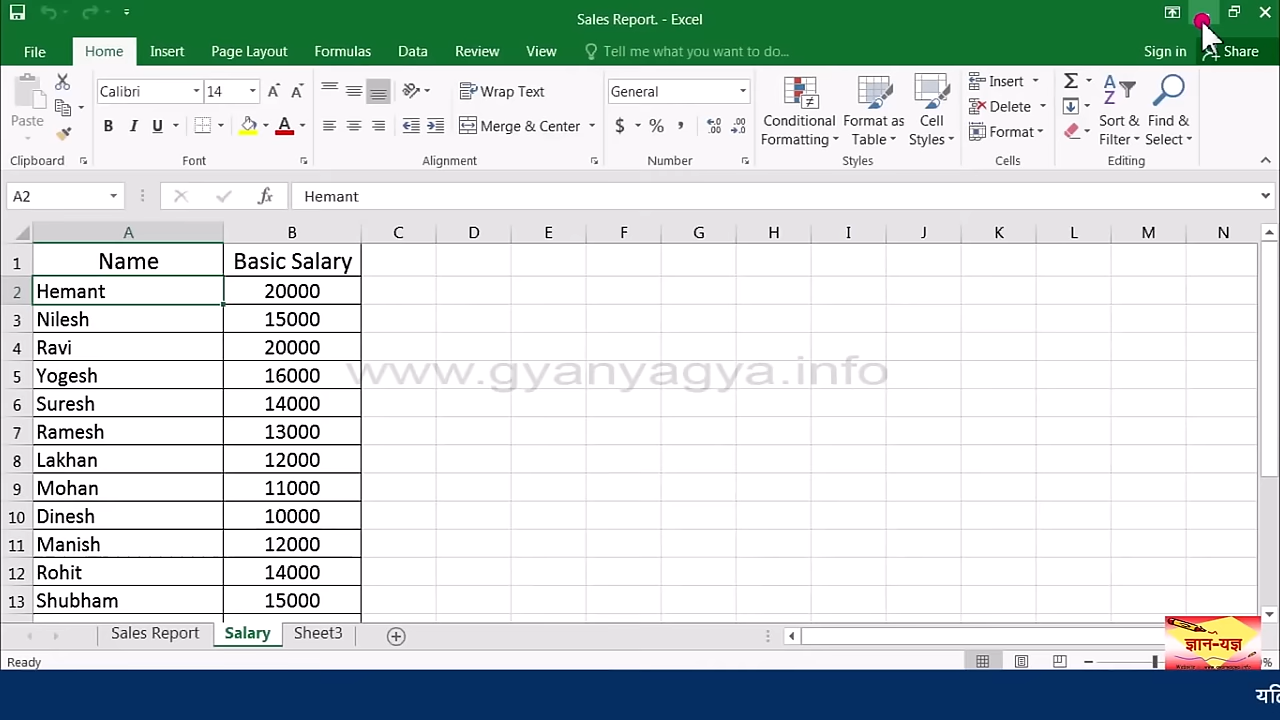 Sales Report. - Excel
File Home Insert Page Layout Formulas Data Review View Tell me what you want to do... Sign in Share
Calibri 14 Wrap Text General Conditional Formatting Format as Table Cell Styles Insert Sort & Filter Find & Select
Paste B I U Merge & Center $ % , Delete
Format
Clipboard Font Alignment Number Styles Cells Editing
A2 fx Hemant
A B C D E F G H I J K L M N
1 Name Basic Salary
2 Hemant 20000
3 Nilesh 15000
4 Ravi 20000
5 Yogesh 16000
www.gyanyagya.info
6 Suresh 14000
7 Ramesh 13000
8 Lakhan 12000
9 Mohan 11000
10 Dinesh 10000
11 Manish 12000
12 Rohit 14000
13 Shubham 15000
Sales Report Salary Sheet3
ज्ञान-यज्ञ
Ready %